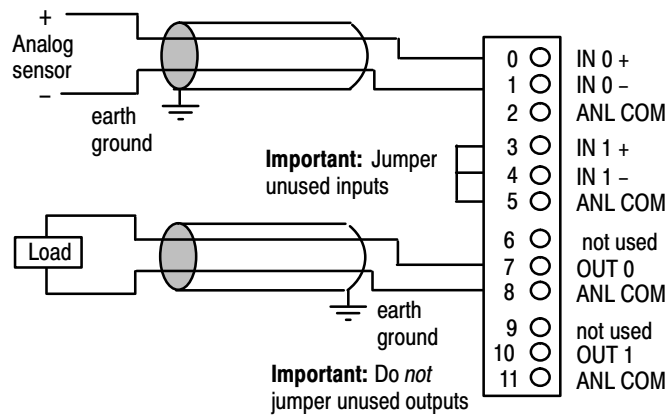 +
Analog
sensor
–
earth
ground
Important: Jumper
unused inputs
Load
earth
ground
Important: Do not
jumper unused outputs
0 IN 0 +
1 IN 0 –
2 ANL COM
3 IN 1 +
4 IN 1 –
5 ANL COM
6 not used
7 OUT 0
8 ANL COM
9 not used
10 OUT 1
11 ANL COM